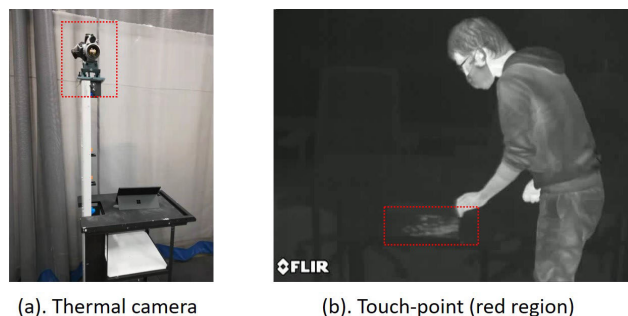 FLIR
(a). Thermal camera
(b). Touch-point (red region)